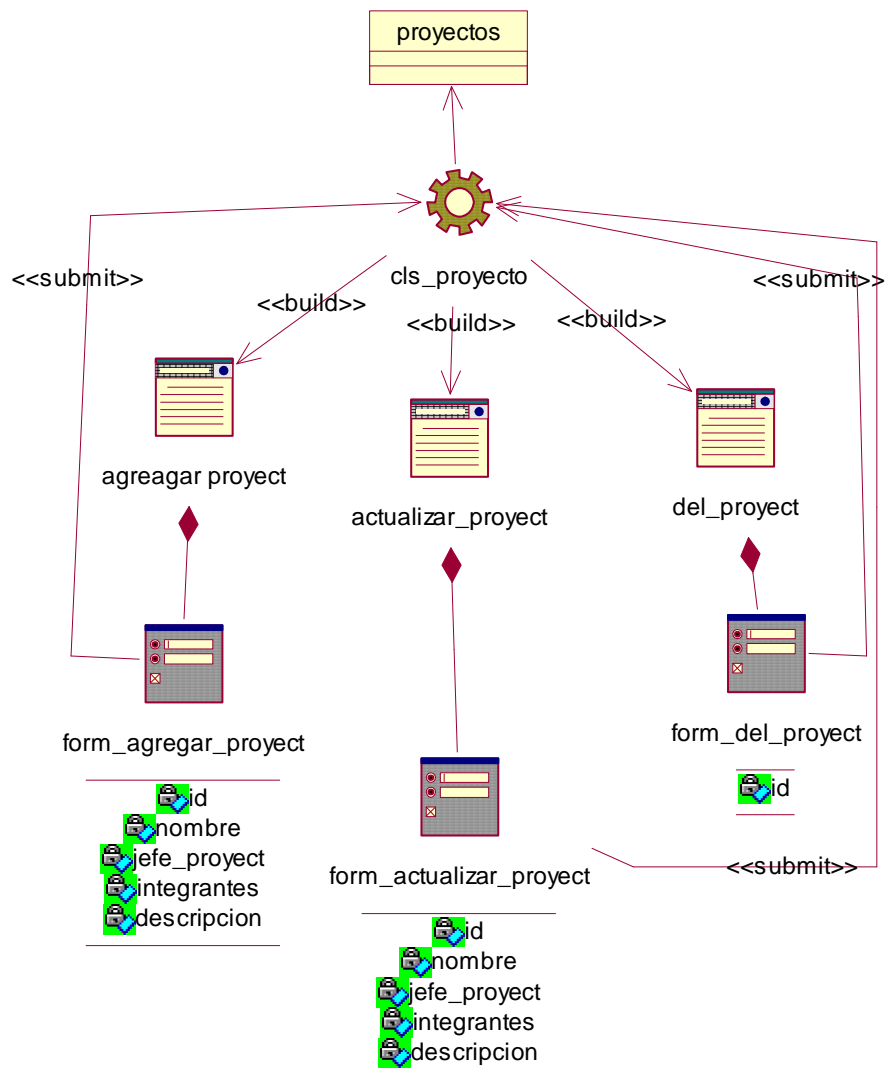 proyectos
<<submit>>
cls_proyecto
<<submit>>
<<build>>
<<build>>
<<build>>
agreagar proyect
actualizar_proyect
del_proyect
form_agregar_proyect
id
nombre
jefe_proyect
integrantes
descripcion
form_del_proyect
id
<<submit>>
form_actualizar_proyect
id
nombre
jefe_proyect
integrantes
descripcion